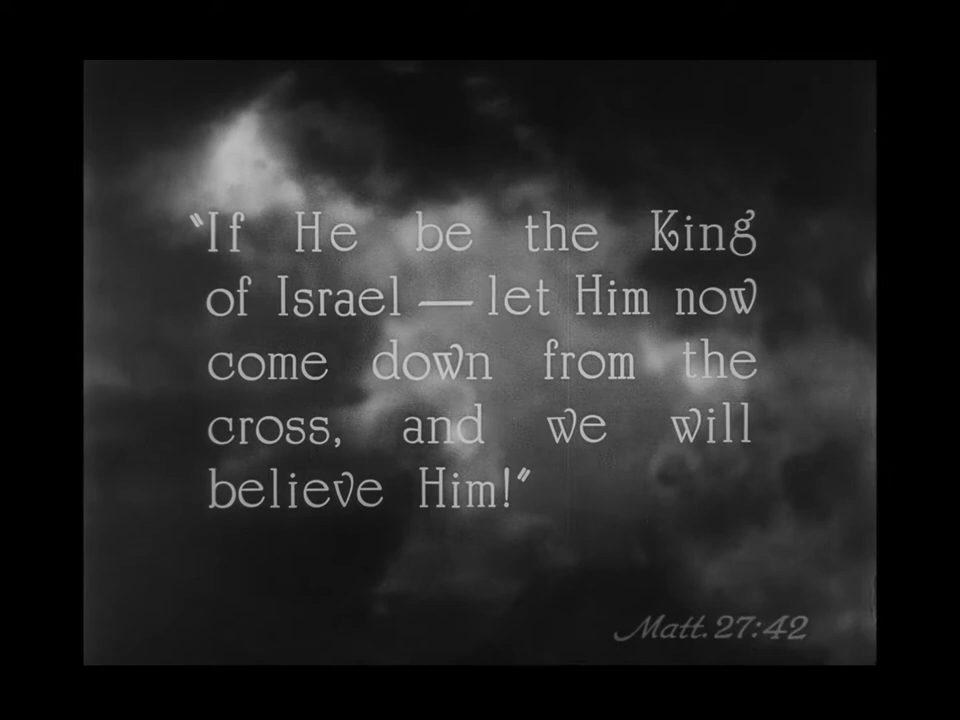 "If He be the King
of Israel — let Him now
come down from the
cross, and we will
believe Him!"
Matt. 27:42